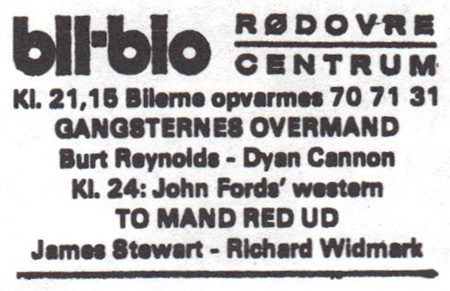 bil-bio RØDOVRE
CENTRUM
Kl. 21,15 Bilerne opvarmes 70 71 31
GANGSTERNES OVERMAND
Burt Reynolds - Dyan Cannon
Kl. 24: John Fords' western
TO MAND RED UD
James Stewart - Richard Widmark